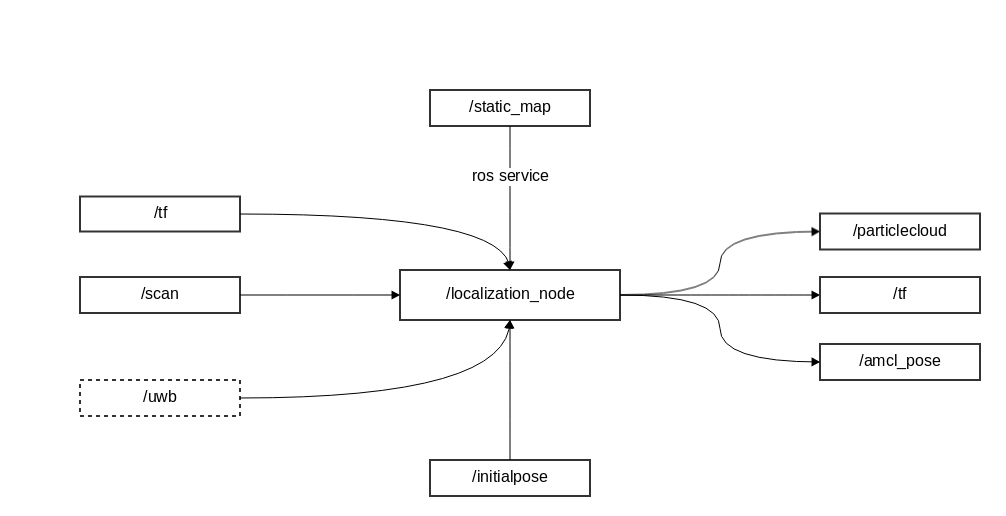 /static_map
ros service
/tf
/particlecloud
/scan
/localization_node
/tf
/amcl_pose
/uwb
/initialpose